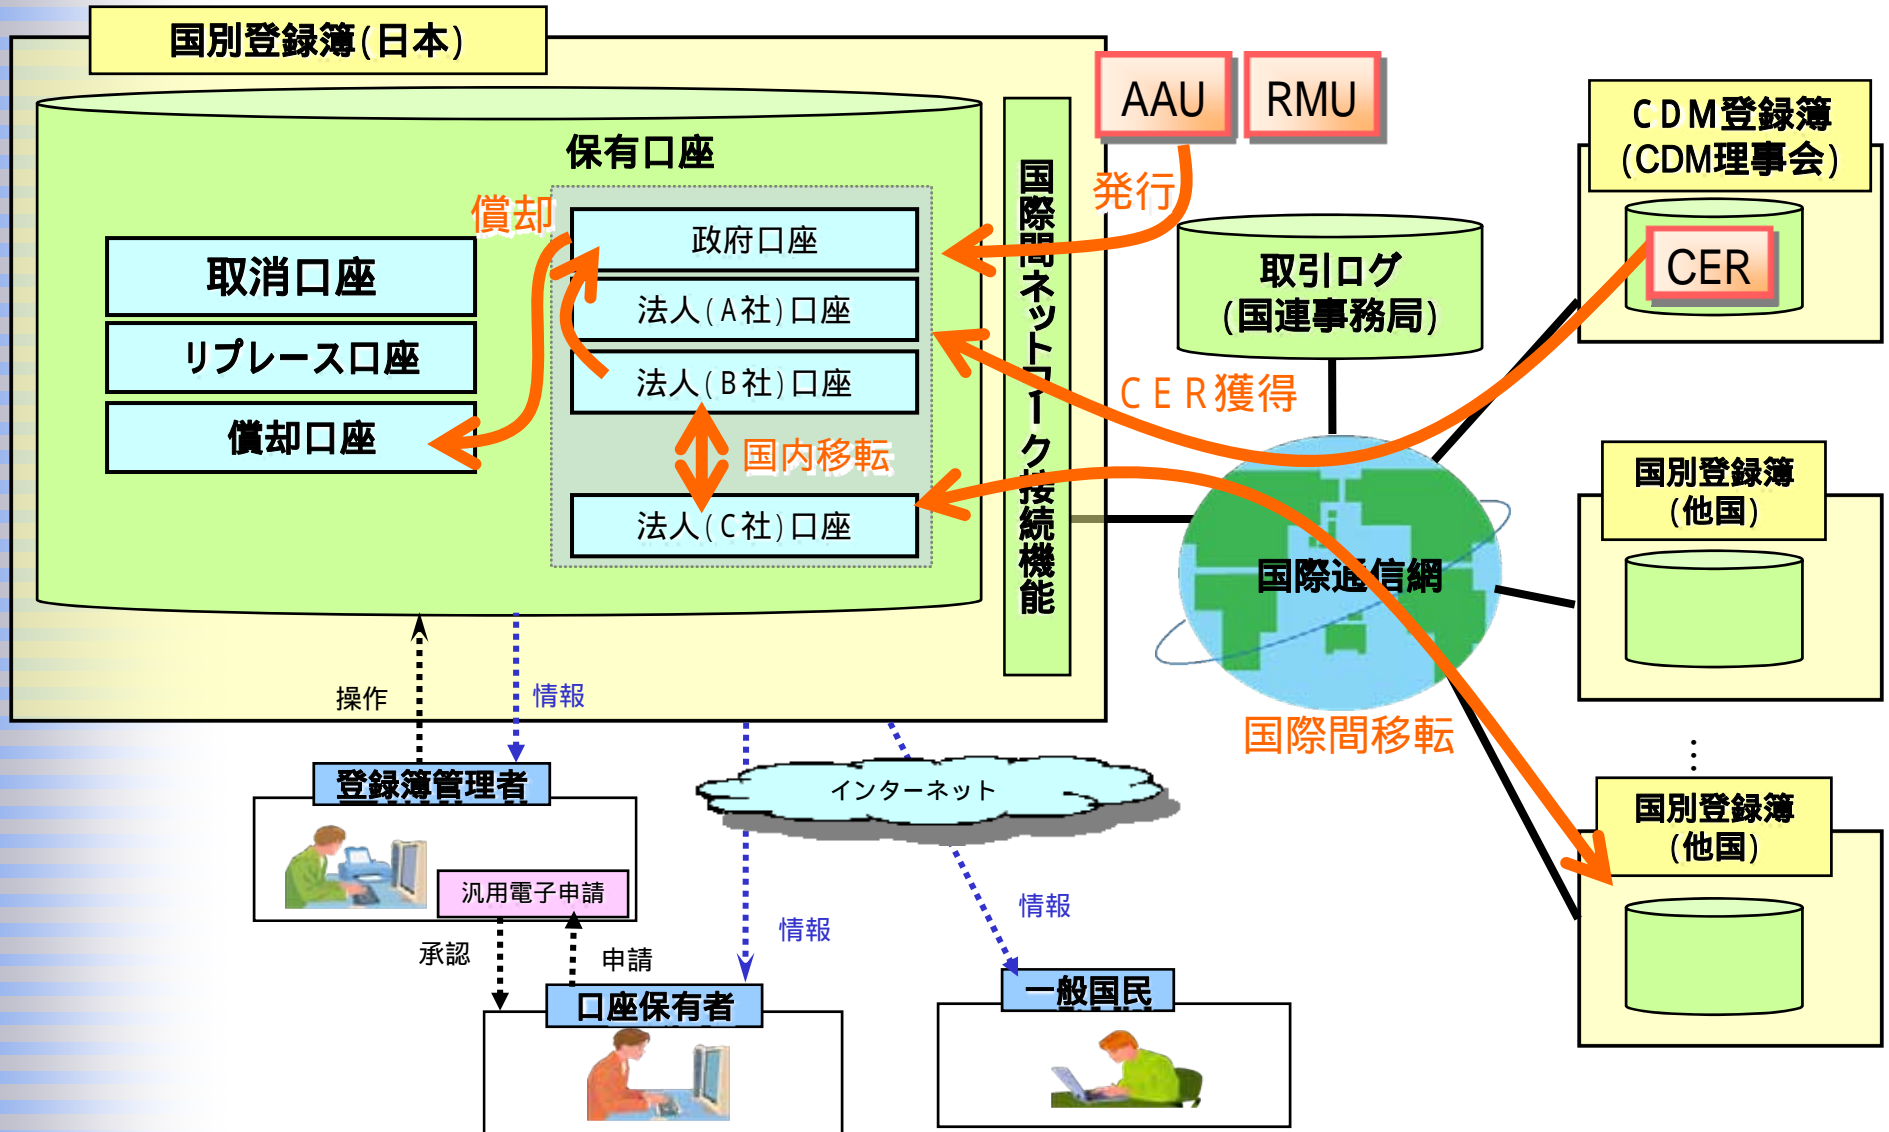 国別登録簿(日本)
AAU
RMU
CDM登録簿
(CDM理事会)
CER
保有口座
償却
発行
政府口座
法人(A社)口座
法人(B社)口座
国内移転
法人(C社)口座
取消口座
リプレース口座
償却口座
国際間ネットワーク接続機能
取引ログ
(国連事務局)
CER獲得
国際通信網
国際間移転
国別登録簿
(他国)
⋮
国別登録簿
(他国)
操作
情報
インターネット
登録簿管理者
汎用電子申請
承認
申請
情報
情報
口座保有者
一般国民